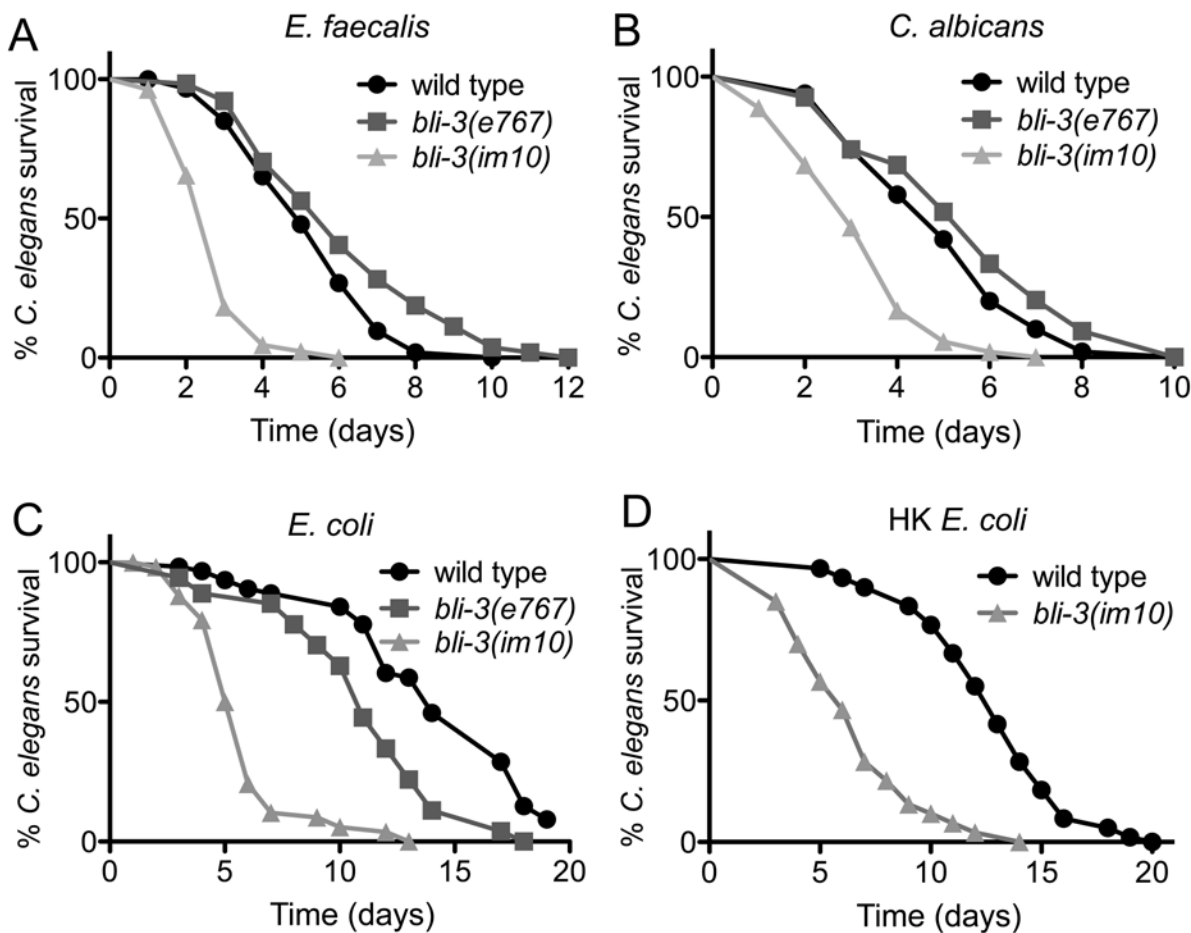 A
E. faecalis
100
50
0
% C. elegans survival
wild type
bli-3(e767)
bli-3(im10)
0 2 4 6 8 10 12
Time (days)
B
C. albicans
100
50
0
% C. elegans survival
wild type
bli-3(e767)
bli-3(im10)
0 2 4 6 8 10
Time (days)
C
E. coli
100
50
0
% C. elegans survival
wild type
bli-3(e767)
bli-3(im10)
0 5 10 15 20
Time (days)
D
HK E. coli
100
50
0
% C. elegans survival
wild type
bli-3(im10)
0 5 10 15 20
Time (days)